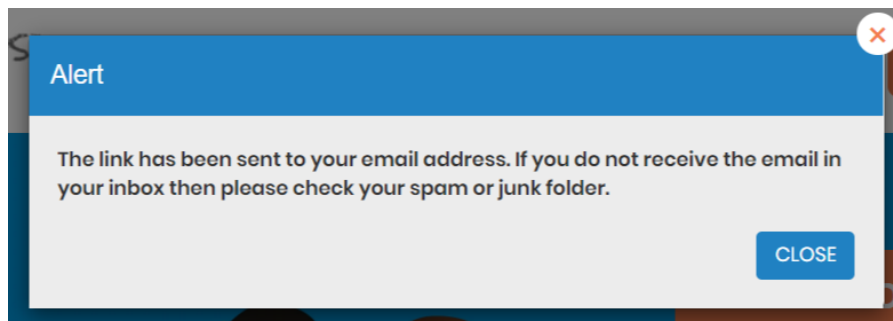 Alert
The link has been sent to your email address. If you do not receive the email in
your inbox then please check your spam or junk folder.
CLOSE